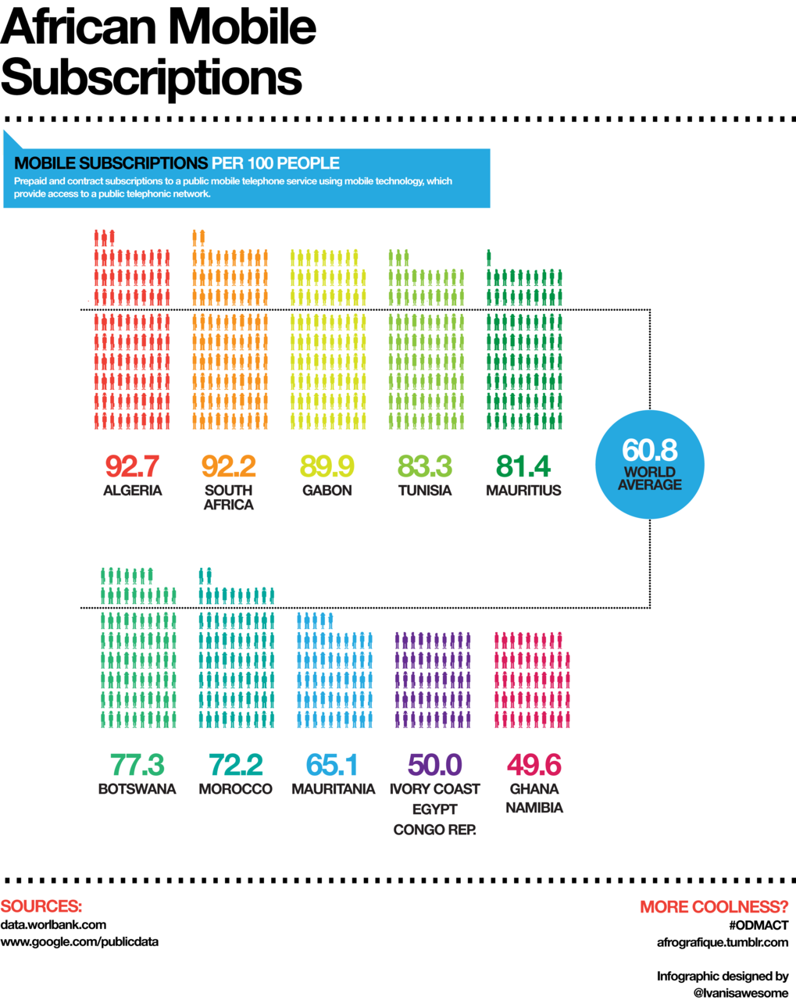 African Mobile
Subscriptions
MOBILE SUBSCRIPTIONS PER 100 PEOPLE
Prepaid and contract subscriptions to a public mobile telephone service using mobile technology, which
provide access to a public telephonic network.
92.7
ALGERIA
92.2
SOUTH
AFRICA
89.9
GABON
83.3
TUNISIA
81.4
MAURITIUS
60.8
WORLD
AVERAGE
77.3
BOTSWANA
72.2
MOROCCO
65.1
MAURITANIA
50.0
IVORY COAST
EGYPT
CONGO REP.
49.6
GHANA
NAMIBIA
SOURCES:
data.worlbank.com
www.google.com/publicdata
MORE COOLNESS?
#ODMACT
afrografique.tumblr.com
Infographic designed by
@Ivanisawesome